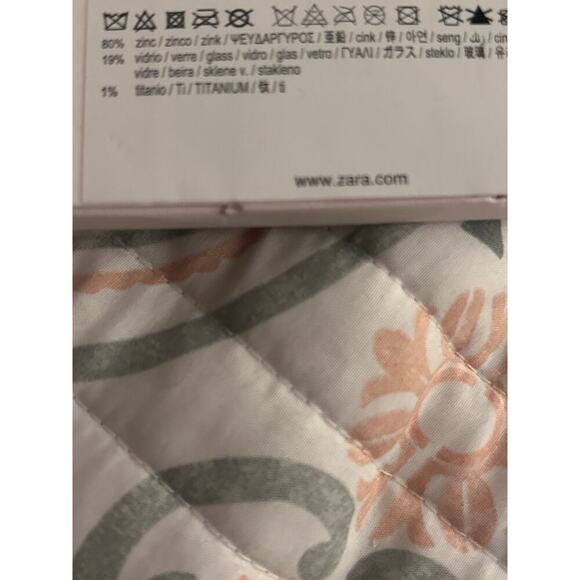 80% zinc / zinco / zink / ΨΕΥΔΑΡΓΥΡΟΣ / 亜鉛 / cink / 锌 / 아연 / seng /
19% vidrio / verre / glass / vidro / glas / vetro / ΓΥΑΛΙ / ガラス / steklo / 玻璃 /
vidre / beira / sklene v. / stakleno
1% titanio / Ti / TITANIUM / 钛 / ti
www.zara.com